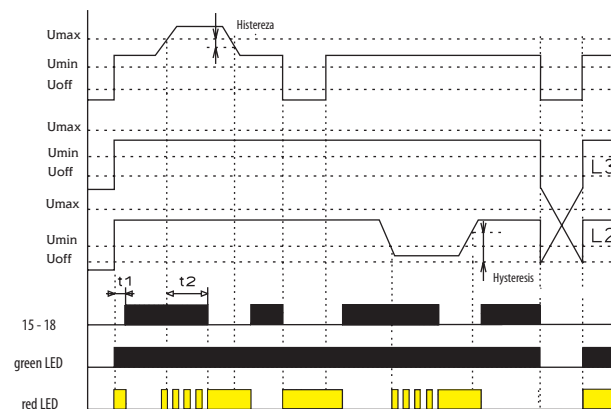 Histereza
Umax
Umin
Uoff
Umax
Umin
Uoff
L3
Umax
Umin
Uoff
L2
Hysteresis
t1
t2
15 - 18
green LED
red LED